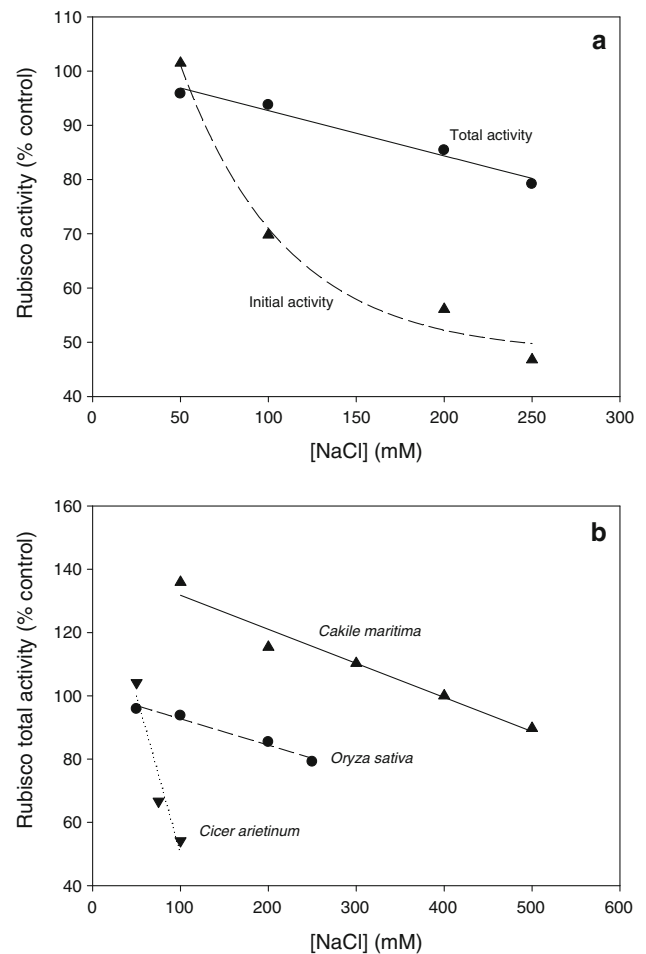 a
Rubisco activity (% control)
110
100
90
80
70
60
50
40
Total activity
Initial activity
0 50 100 150 200 250 300
[NaCl] (mM)
b
Rubisco total activity (% control)
160
140
120
100
80
60
40
Cakile maritima
Oryza sativa
Cicer arietinum
0 100 200 300 400 500 600
[NaCl] (mM)